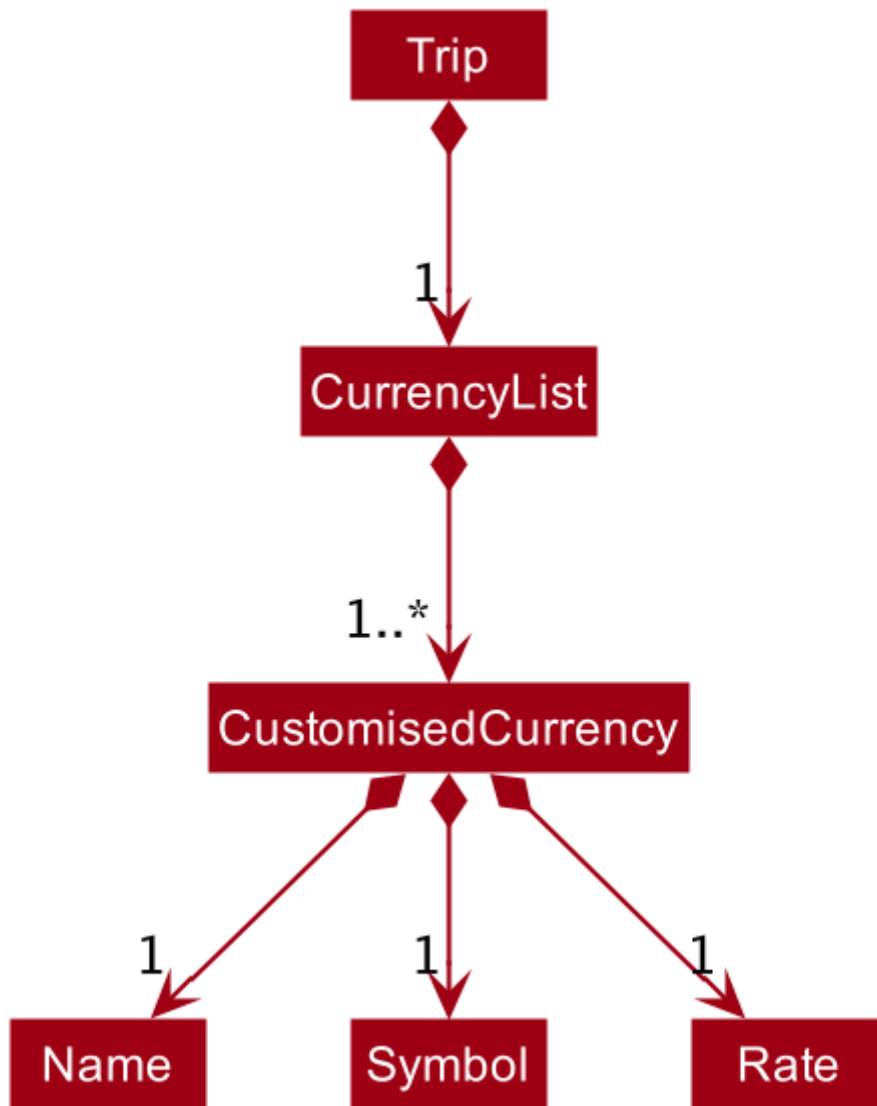 Trip
1
CurrencyList
1..*
CustomisedCurrency
1 1 1
Name Symbol Rate